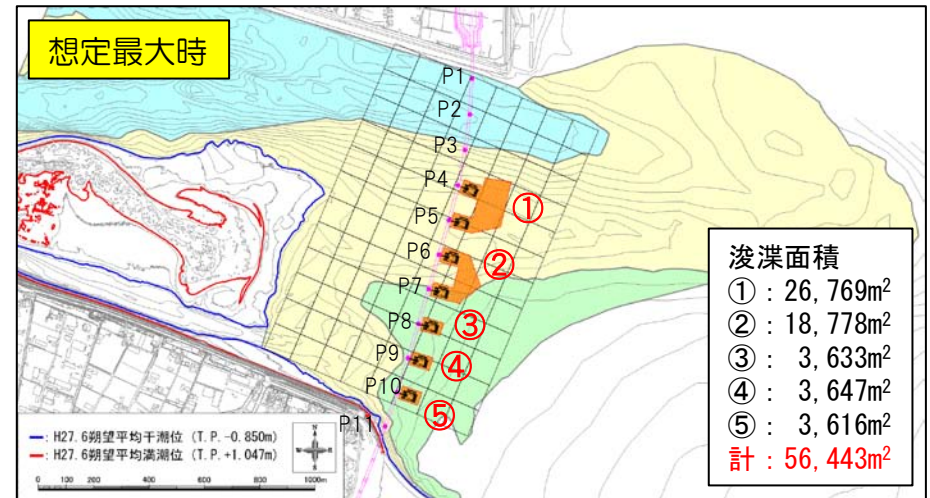 想定最大時
P1
P2
P3
P4
①
P5
P6
②
P7
P8
③
P9
④
P10
⑤
P11
浚渫面積
①：26,769m²
②：18,778m²
③： 3,633m²
④： 3,647m²
⑤： 3,616m²
計：56,443m²
―：H27.6朔望平均干潮位（T.P.-0.850m）
―：H27.6朔望平均満潮位（T.P.+1.047m）
N
W
E
S
0 100 200 400 600 800 1000m